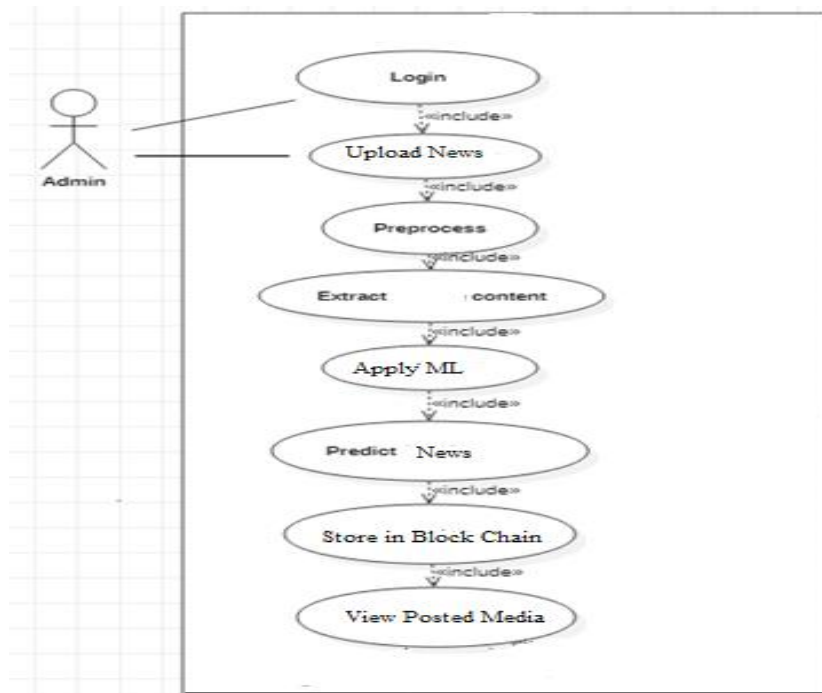 Login
«include»
Upload News
«include»
Admin
Preprocess
«include»
Extract content
«include»
Apply ML
«include»
Predict News
«include»
Store in Block Chain
«include»
View Posted Media